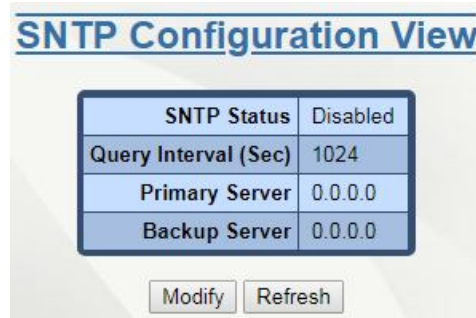 SNTP Configuration View
SNTP Status Disabled
Query Interval (Sec) 1024
Primary Server 0.0.0.0
Backup Server 0.0.0.0
Modify Refresh